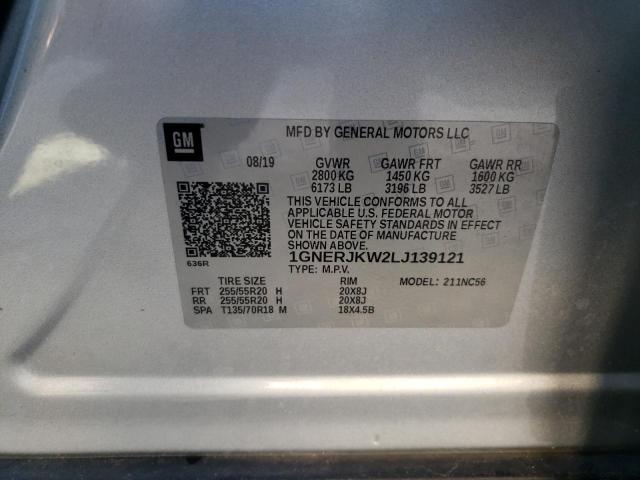 GM
MFD BY GENERAL MOTORS LLC
08/19 GVWR GAWR FRT GAWR RR
2800 KG 1450 KG 1600 KG
6173 LB 3196 LB 3527 LB
THIS VEHICLE CONFORMS TO ALL
APPLICABLE U.S. FEDERAL MOTOR
VEHICLE SAFETY STANDARDS IN EFFECT
ON THE DATE OF MANUFACTURE
SHOWN ABOVE.
636R
1GNERJKW2LJ139121
TYPE: M.P.V.
TIRE SIZE RIM MODEL: 211NC56
FRT 255/55R20 H 20X8J
RR 255/55R20 H 20X8J
SPA T135/70R18 M 18X4.5B